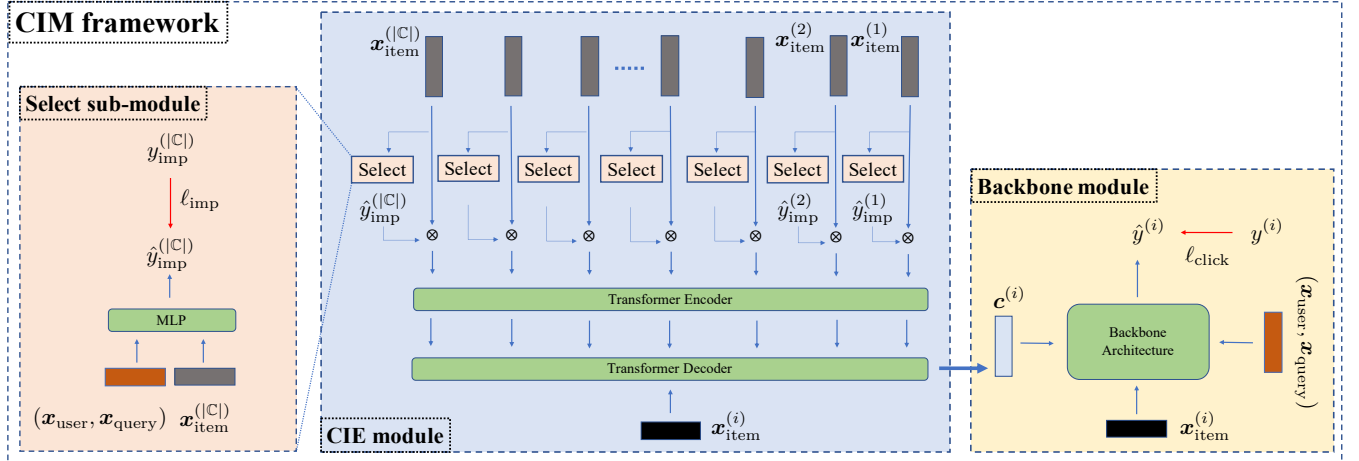 CIM framework
Select sub-module
y_imp^(|ℂ|)
ℓ_imp
ŷ_imp^(|ℂ|)
MLP
(x_user, x_query) x_item^(|ℂ|)
x_item^(|ℂ|) ..... x_item^(2) x_item^(1)
Select Select Select Select Select Select Select
ŷ_imp^(|ℂ|) ŷ_imp^(2) ŷ_imp^(1)
⊗ ⊗ ⊗ ⊗ ⊗ ⊗ ⊗
Transformer Encoder
Transformer Decoder
x_item^(i)
CIE module
Backbone module
ŷ^(i) y^(i)
ℓ_click
c^(i)
Backbone
Architecture
(x_user, x_query)
x_item^(i)